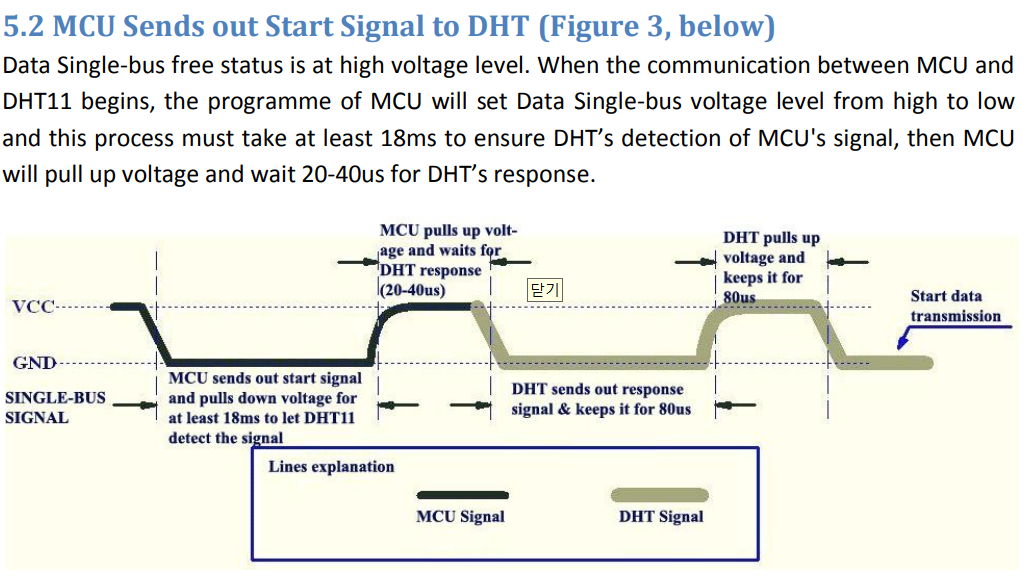 5.2 MCU Sends out Start Signal to DHT (Figure 3, below)
Data Single-bus free status is at high voltage level. When the communication between MCU and
DHT11 begins, the programme of MCU will set Data Single-bus voltage level from high to low
and this process must take at least 18ms to ensure DHT’s detection of MCU's signal, then MCU
will pull up voltage and wait 20-40us for DHT’s response.
MCU pulls up volt-
age and waits for
DHT response
(20-40us)
닫기
DHT pulls up
voltage and
keeps it for
80us
VCC
Start data
transmission
GND
SINGLE-BUS
SIGNAL
MCU sends out start signal
and pulls down voltage for
at least 18ms to let DHT11
detect the signal
DHT sends out response
signal & keeps it for 80us
Lines explanation
MCU Signal
DHT Signal